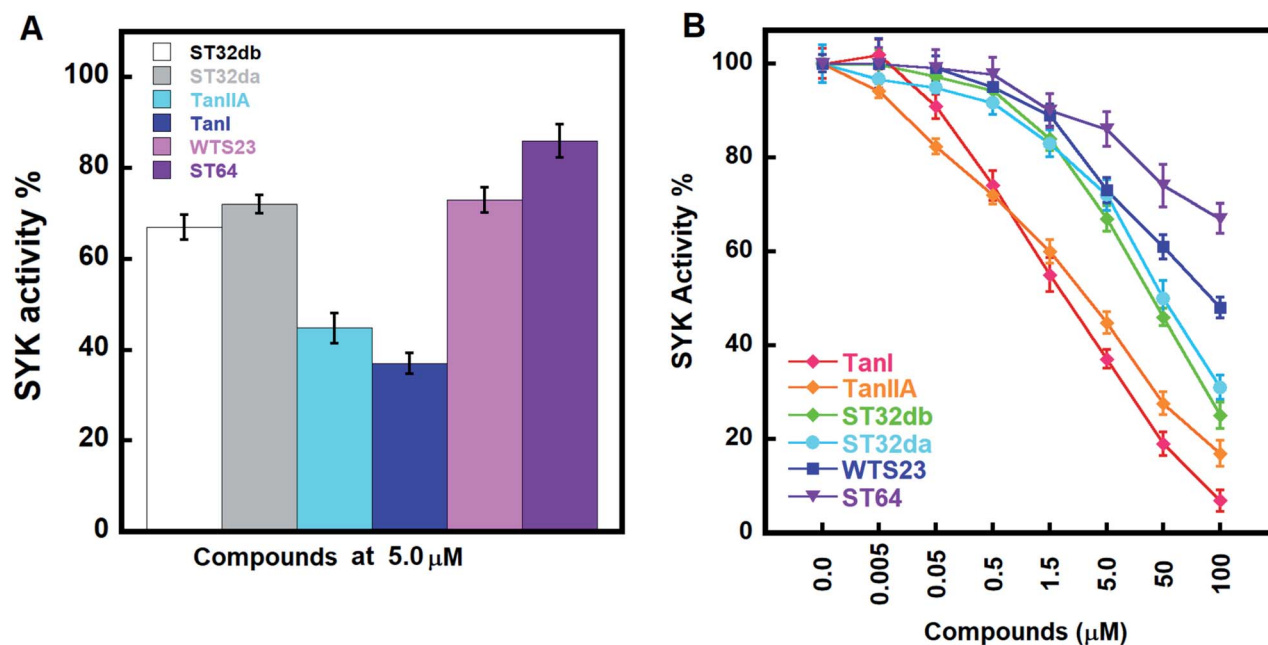 A
SYK activity %
100
80
60
40
20
0
ST32db
ST32da
TanIIA
TanI
WTS23
ST64
Compounds at 5.0 μM
B
SYK Activity %
100
80
60
40
20
0
TanI
TanIIA
ST32db
ST32da
WTS23
ST64
0.0
0.005
0.05
0.5
1.5
5.0
50
100
Compounds (μM)